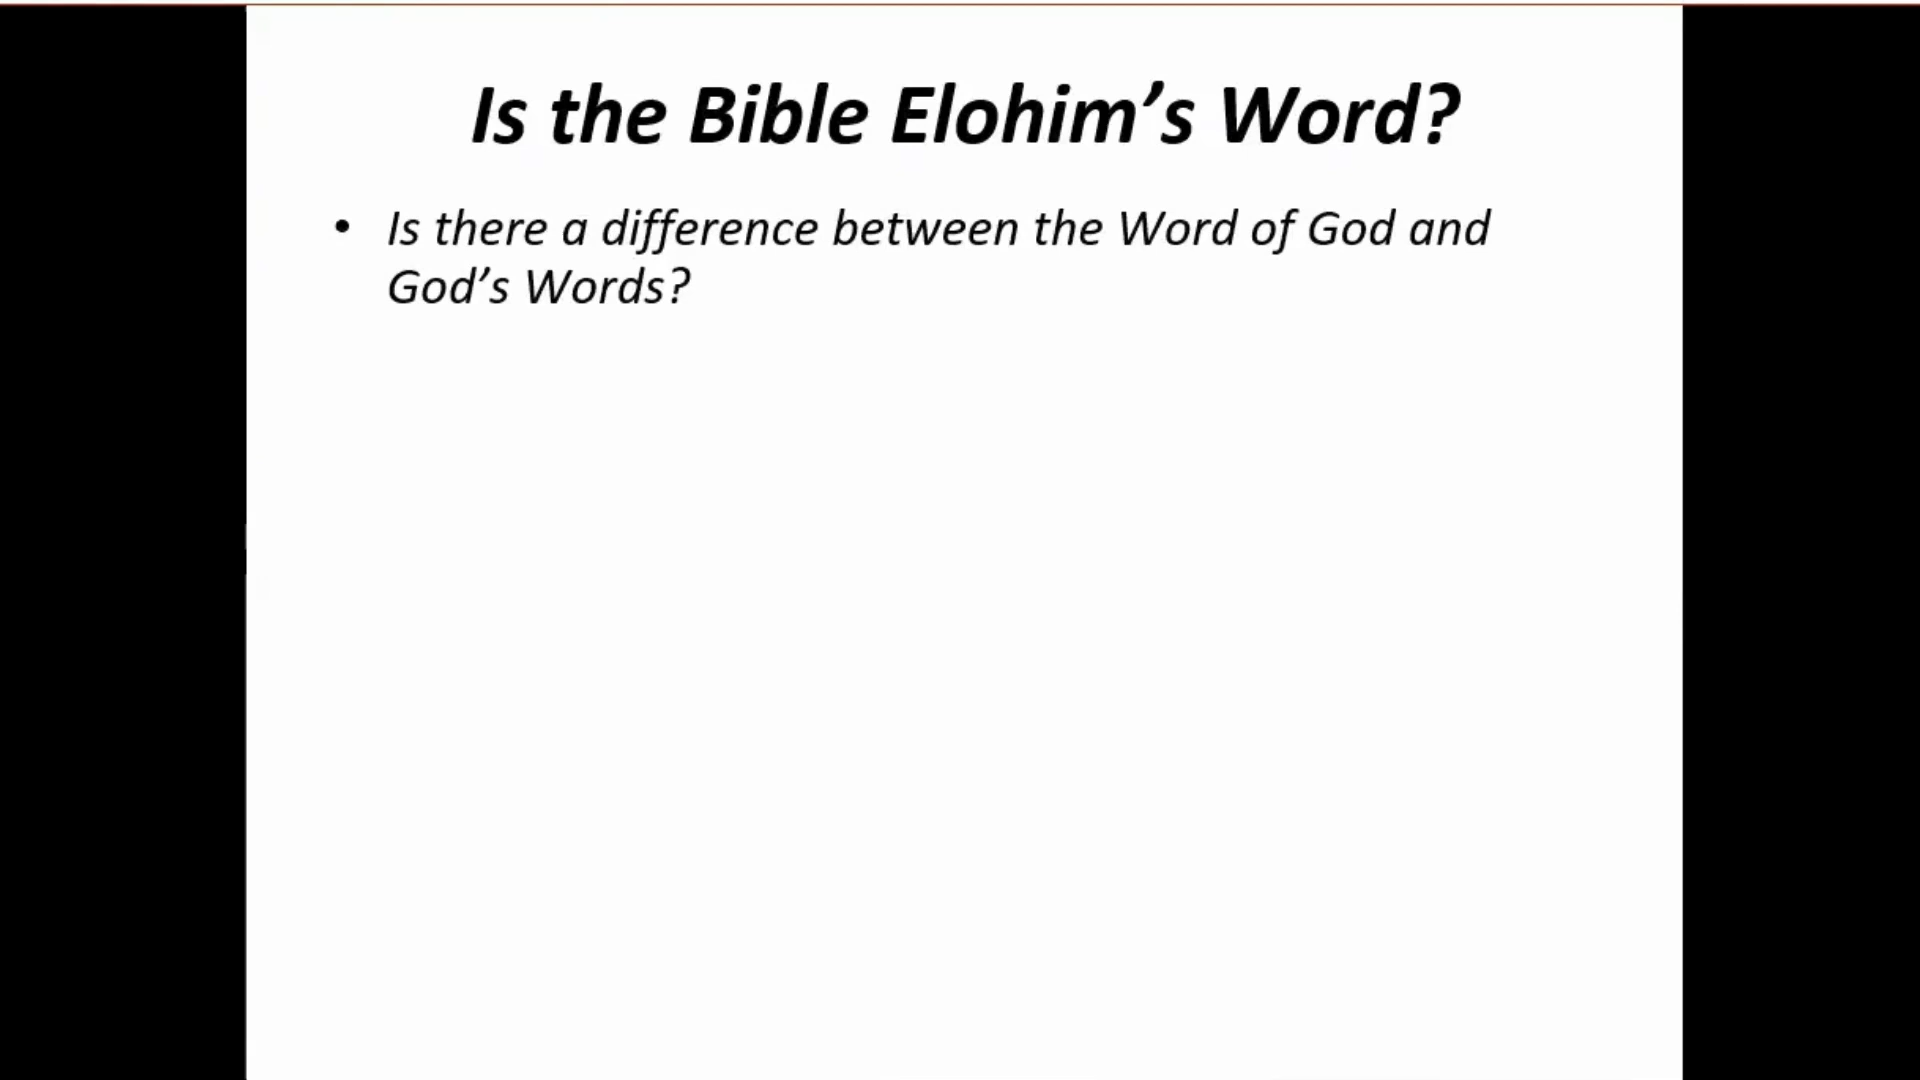 Is the Bible Elohim’s Word?
• Is there a difference between the Word of God and
God’s Words?